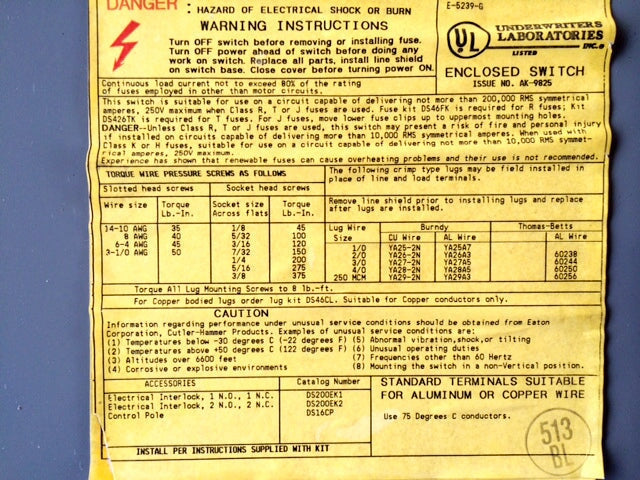 DANGER : HAZARD OF ELECTRICAL SHOCK OR BURN
WARNING INSTRUCTIONS
Turn OFF switch before removing or installing fuse.
Turn OFF power ahead of switch before doing any
work on switch. Replace all parts, install line shield
on switch base. Close cover before turning power ON.
Continuous load current not to exceed 80% of the rating
of fuses employed in other than motor circuits.
E-5239-G
UL
UNDERWRITERS
LABORATORIES
INC.®
LISTED
ENCLOSED SWITCH
ISSUE NO. AK-9825
This switch is suitable for use on a circuit capable of delivering not more than 200,000 RMS symmetrical
amperes, 250V maximum when Class R, T or J fuses are used. Fuse kit DS46FK is required for R fuses; Kit
DS426TK is required for T fuses. For J fuses, move lower fuse clips up to uppermost mounting holes.
DANGER--Unless Class R, T or J fuses are used, this switch may present a risk of fire and personal injury
if installed on circuits capable of delivering more than 10,000 RMS symmetrical amperes. When used with
Class K or H fuses, suitable for use on a circuit capable of delivering not more than 10,000 RMS symmet-
rical amperes, 250V maximum.
Experience has shown that renewable fuses can cause overheating problems and their use is not recommended.
TORQUE WIRE PRESSURE SCREWS AS FOLLOWS
Slotted head screws Socket head screws
Wire size Torque Lb.-In. Socket size Across flats Torque Lb.-In.
14-10 AWG 35 1/8 45
8 AWG 40 5/32 100
6-4 AWG 45 3/16 120
3-1/0 AWG 50 7/32 150
1/4 200
5/16 275
3/8 375
The following crimp type lugs may be field installed in
place of line and load terminals.
Remove line shield prior to installing lugs and replace
after lugs are installed.
Lug Wire Size Burndy Thomas-Betts
CU Wire AL Wire AL Wire
1/0 YA25-2N YA25A7
2/0 YA26-2N YA26A3 60238
3/0 YA27-2N YA27A5 60244
4/0 YA28-2N YA28A5 60250
250 MCM YA29-2N YA29A3 60256
Torque All Lug Mounting Screws to 8 lb.-ft.
For Copper bodied lugs order lug kit DS46CL. Suitable for Copper conductors only.
CAUTION
Information regarding performance under unusual service conditions should be obtained from Eaton
Corporation, Cutler-Hammer Products. Examples of unusual service conditions are:
(1) Temperatures below -30 degrees C (-22 degrees F) (5) Abnormal vibration,shock,or tilting
(2) Temperatures above +50 degrees C (122 degrees F) (6) Unusual operating duties
(3) Altitudes over 6600 feet (7) Frequencies other than 60 Hertz
(4) Corrosive or explosive environments (8) Mounting the switch in a non-Vertical position.
ACCESSORIES Catalog Number
Electrical Interlock, 1 N.O., 1 N.C. DS200EK1
Electrical Interlock, 2 N.O., 2 N.C. DS200EK2
Control Pole DS16CP
INSTALL PER INSTRUCTIONS SUPPLIED WITH KIT
STANDARD TERMINALS SUITABLE
FOR ALUMINUM OR COPPER WIRE
Use 75 Degrees C conductors.
513
BL